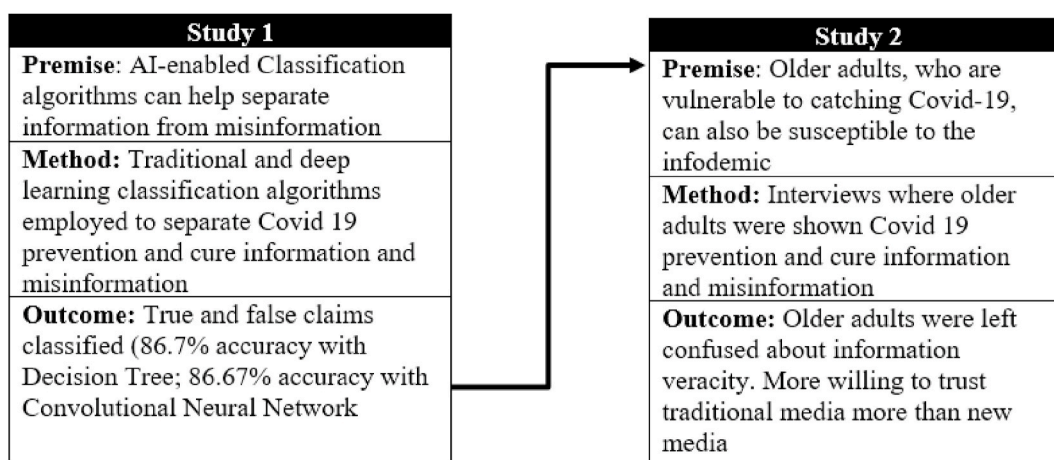 Study 1
Premise: AI-enabled Classification
algorithms can help separate
information from misinformation
Method: Traditional and deep
learning classification algorithms
employed to separate Covid 19
prevention and cure information and
misinformation
Outcome: True and false claims
classified (86.7% accuracy with
Decision Tree; 86.67% accuracy with
Convolutional Neural Network
Study 2
Premise: Older adults, who are
vulnerable to catching Covid-19,
can also be susceptible to the
infodemic
Method: Interviews where older
adults were shown Covid 19
prevention and cure information
and misinformation
Outcome: Older adults were left
confused about information
veracity. More willing to trust
traditional media more than new
media